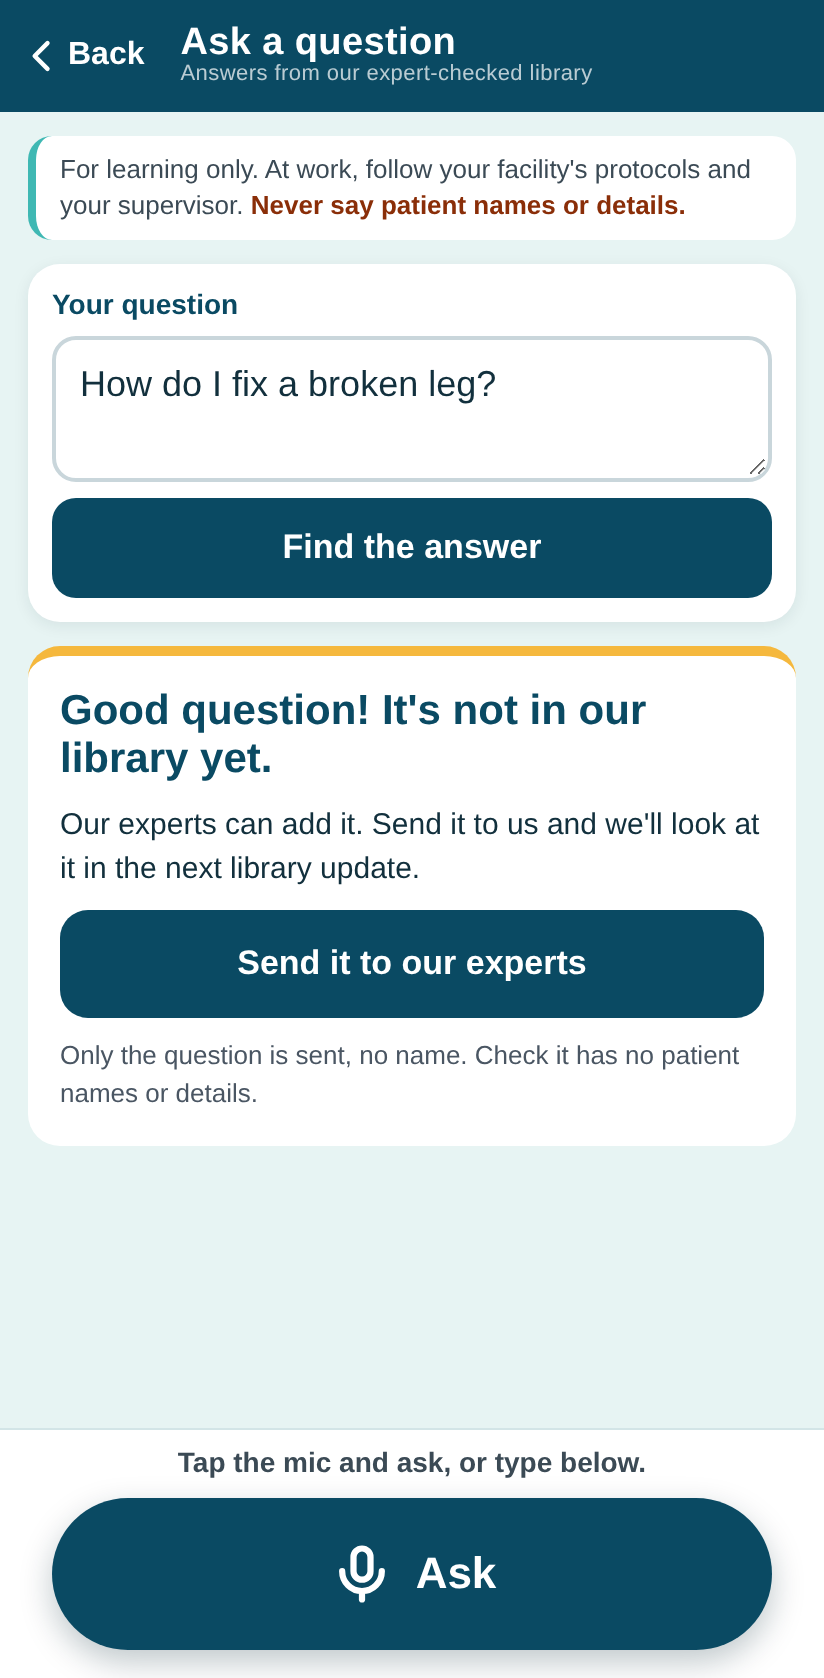 Back
Ask a question
Answers from our expert-checked library
For learning only. At work, follow your facility's protocols and
your supervisor. Never say patient names or details.
Your question
How do I fix a broken leg?
Find the answer
Good question! It's not in our
library yet.
Our experts can add it. Send it to us and we'll look at
it in the next library update.
Send it to our experts
Only the question is sent, no name. Check it has no patient
names or details.
Tap the mic and ask, or type below.
Ask